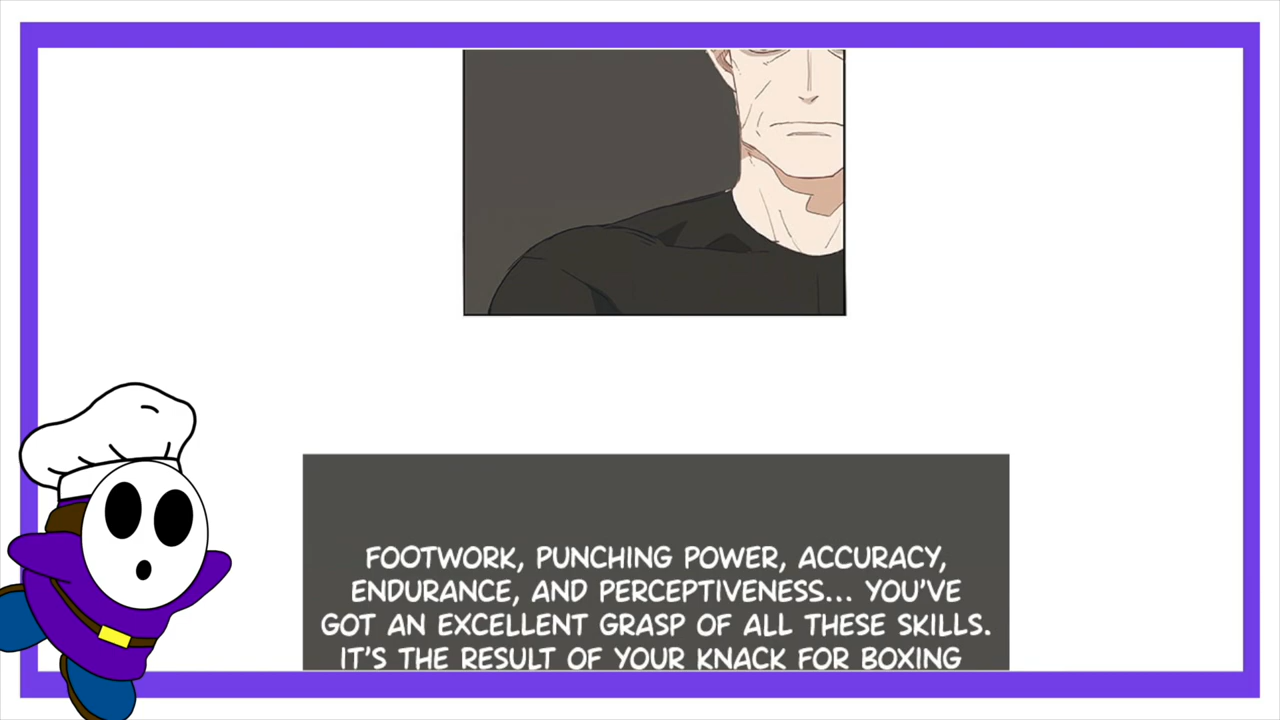 FOOTWORK, PUNCHING POWER, ACCURACY,
ENDURANCE, AND PERCEPTIVENESS... YOU'VE
GOT AN EXCELLENT GRASP OF ALL THESE SKILLS.
IT'S THE RESULT OF YOUR KNACK FOR BOXING